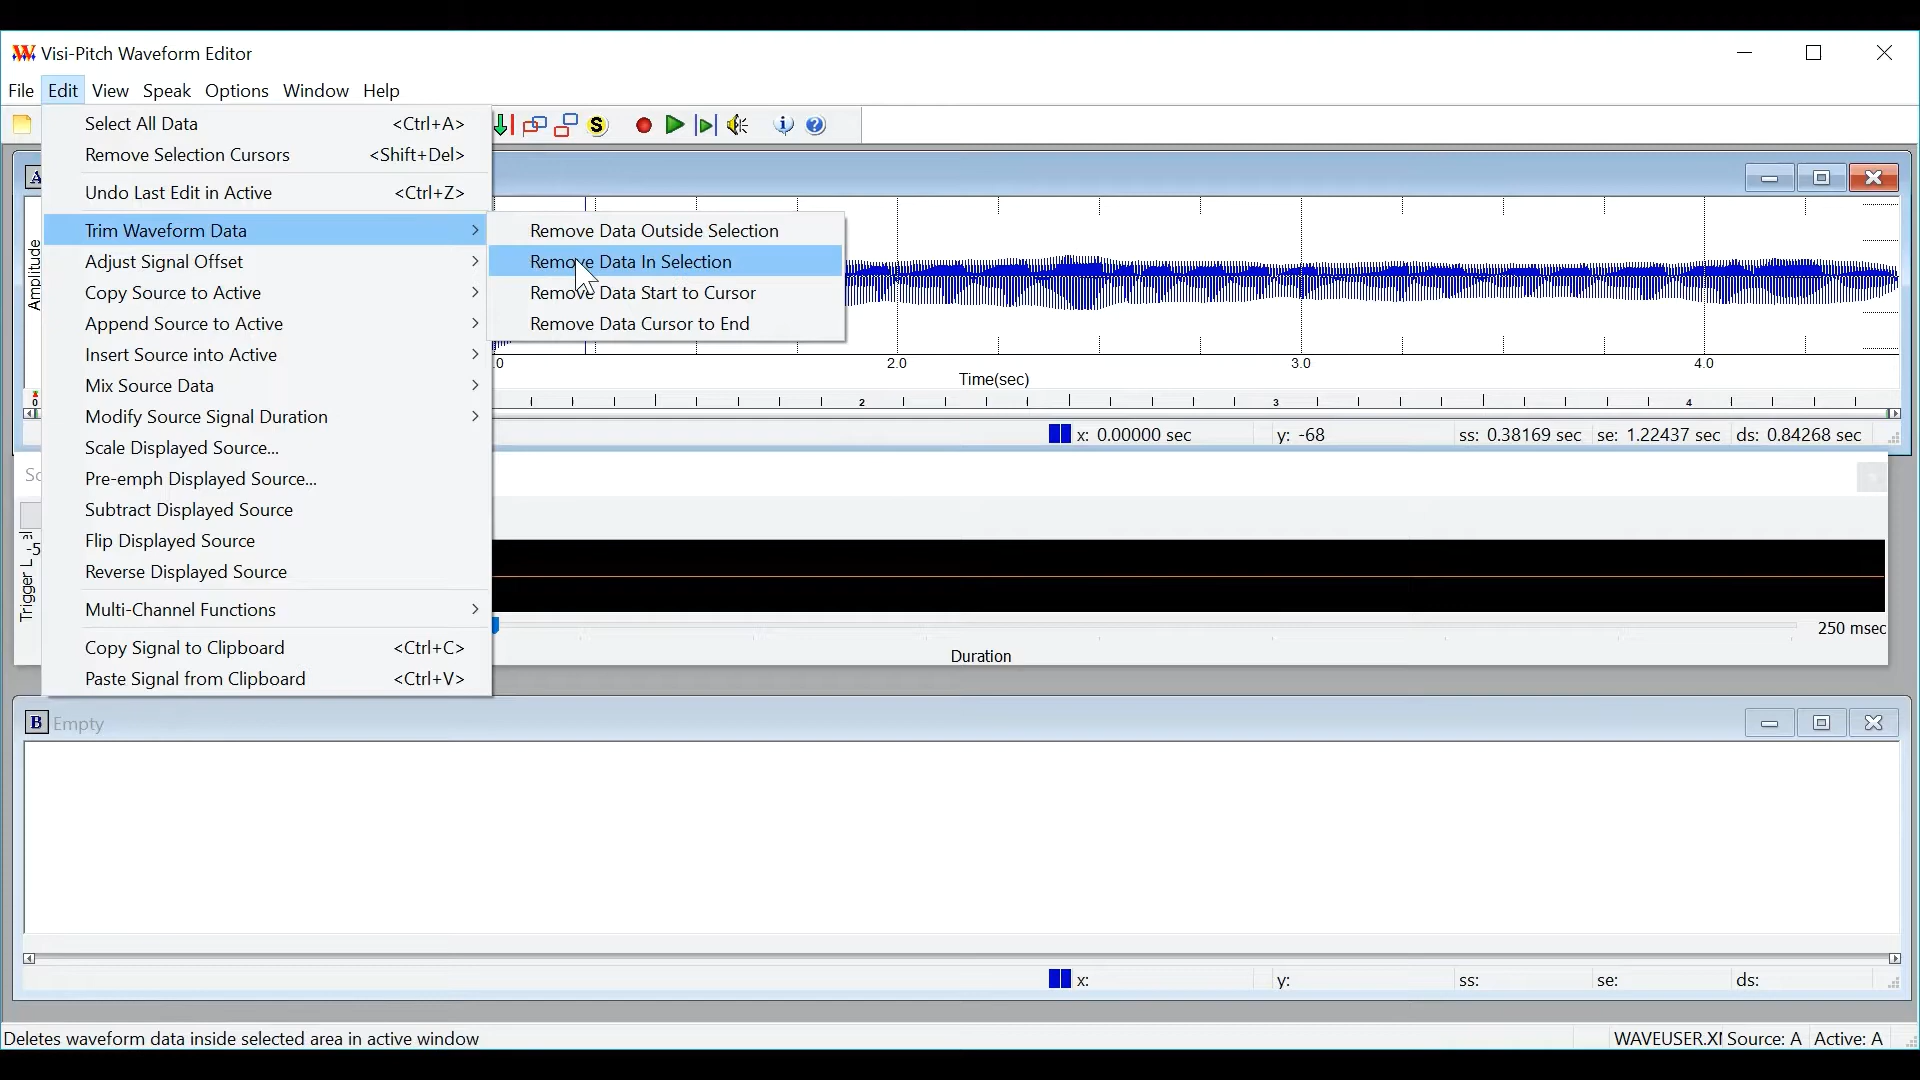 Visi-Pitch Waveform Editor
File Edit View Speak Options Window Help
Select All Data <Ctrl+A>
Remove Selection Cursors <Shift+Del>
Undo Last Edit in Active <Ctrl+Z>
Trim Waveform Data
Adjust Signal Offset
Copy Source to Active
Append Source to Active
Insert Source into Active
Mix Source Data
Modify Source Signal Duration
Scale Displayed Source...
Pre-emph Displayed Source...
Subtract Displayed Source
Flip Displayed Source
Reverse Displayed Source
Multi-Channel Functions
Copy Signal to Clipboard <Ctrl+C>
Paste Signal from Clipboard <Ctrl+V>
Remove Data Outside Selection
Remove Data In Selection
Remove Data Start to Cursor
Remove Data Cursor to End
S
A
Amplitude
.0 2.0 3.0 4.0
Time(sec)
0 2 3 4
x: 0.00000 sec y: -68 ss: 0.38169 sec se: 1.22437 sec ds: 0.84268 sec
-5
Trigger L
250 msec
Duration
B Empty
x: y: ss: se: ds:
Deletes waveform data inside selected area in active window
WAVEUSER.XI Source: A Active: A